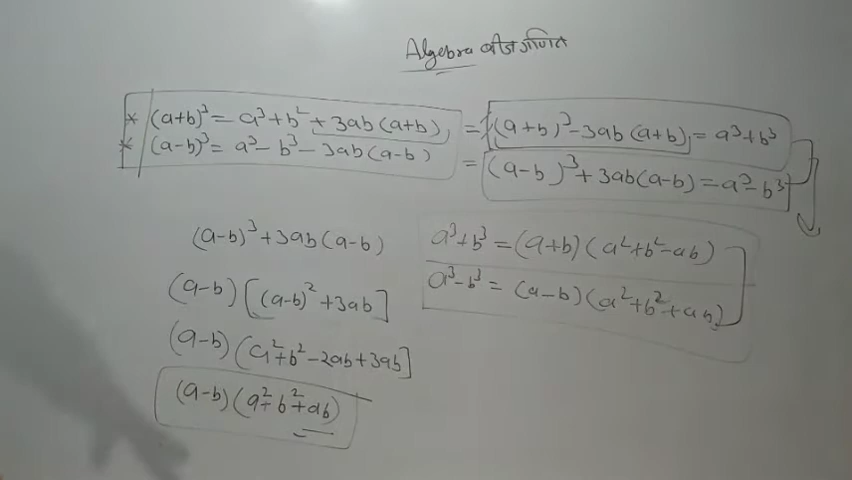 Algebra बीजगणित
* (a+b)³ = a³+b²+3ab(a+b) = (a+b)³-3ab(a+b) = a³+b³
* (a-b)³ = a³-b³-3ab(a-b) = (a-b)³+3ab(a-b) = a³-b³
(a-b)³+3ab(a-b)
(a-b)[(a-b)²+3ab]
(a-b)(a²+b²-2ab+3ab]
(a-b)(a²+b²+ab)
a³+b³ = (a+b)(a²+b²-ab)
a³-b³ = (a-b)(a²+b²+ab)